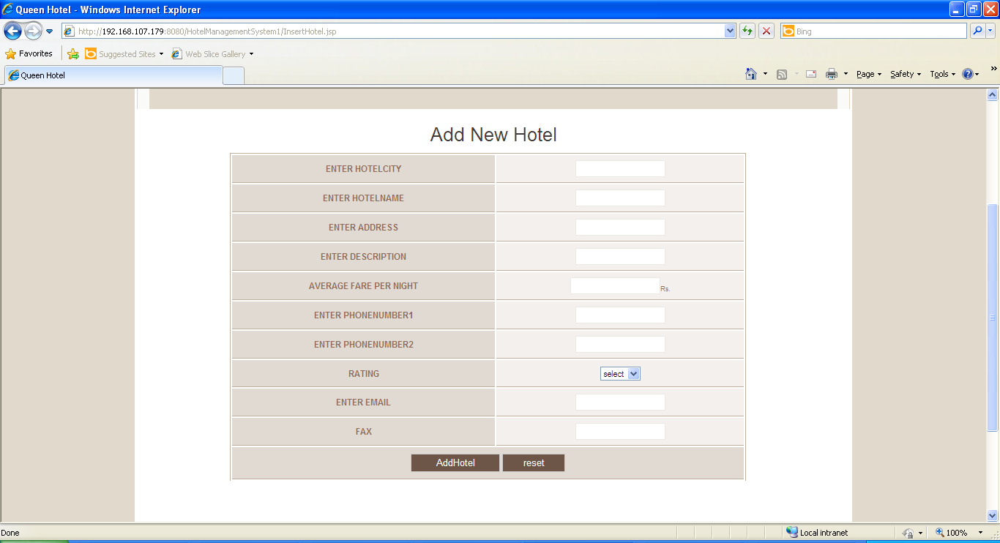 Queen Hotel - Windows Internet Explorer
http://192.168.107.179:8080/HotelManagementSystem1/InsertHotel.jsp
Bing
Favorites
Suggested Sites
Web Slice Gallery
Queen Hotel
Page
Safety
Tools
Add New Hotel
ENTER HOTELCITY
ENTER HOTELNAME
ENTER ADDRESS
ENTER DESCRIPTION
AVERAGE FARE PER NIGHT Rs.
ENTER PHONENUMBER1
ENTER PHONENUMBER2
RATING select
ENTER EMAIL
FAX
AddHotel reset
Done
Local intranet
100%